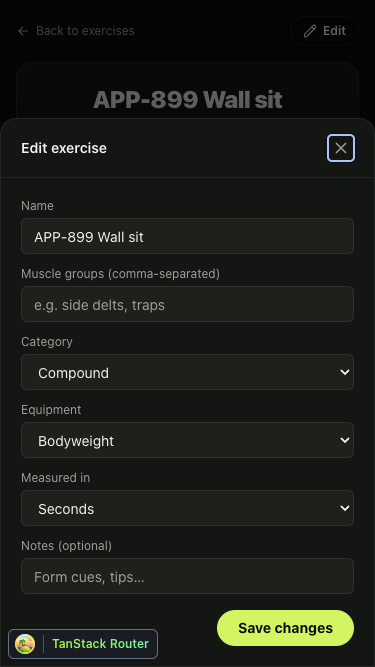 Back to exercises
Edit
APP-899 Wall sit
Edit exercise
Name
APP-899 Wall sit
Muscle groups (comma-separated)
e.g. side delts, traps
Category
Compound
Equipment
Bodyweight
Measured in
Seconds
Notes (optional)
Form cues, tips...
Save changes
TanStack Router